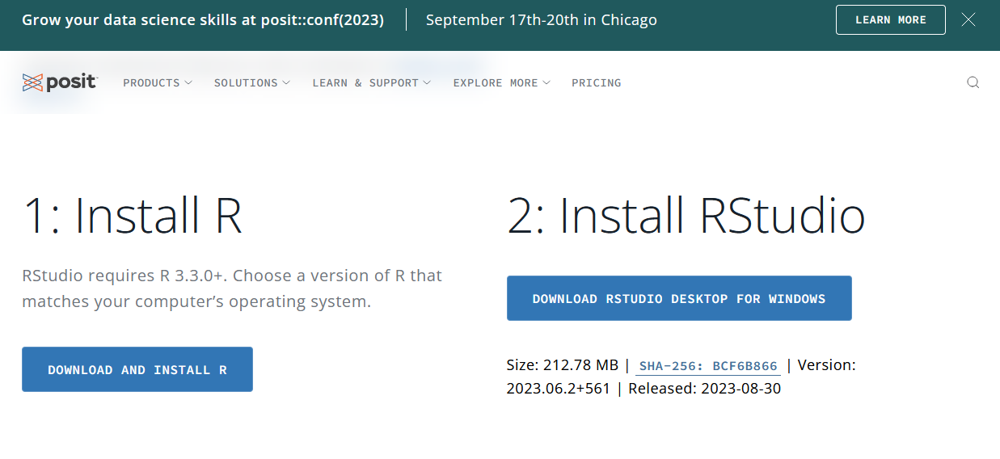 Grow your data science skills at posit::conf(2023) | September 17th-20th in Chicago
LEARN MORE
posit™
PRODUCTS
SOLUTIONS
LEARN & SUPPORT
EXPLORE MORE
PRICING
1: Install R
RStudio requires R 3.3.0+. Choose a version of R that
matches your computer’s operating system.
DOWNLOAD AND INSTALL R
2: Install RStudio
DOWNLOAD RSTUDIO DESKTOP FOR WINDOWS
Size: 212.78 MB | SHA-256: BCF6B866 | Version:
2023.06.2+561 | Released: 2023-08-30